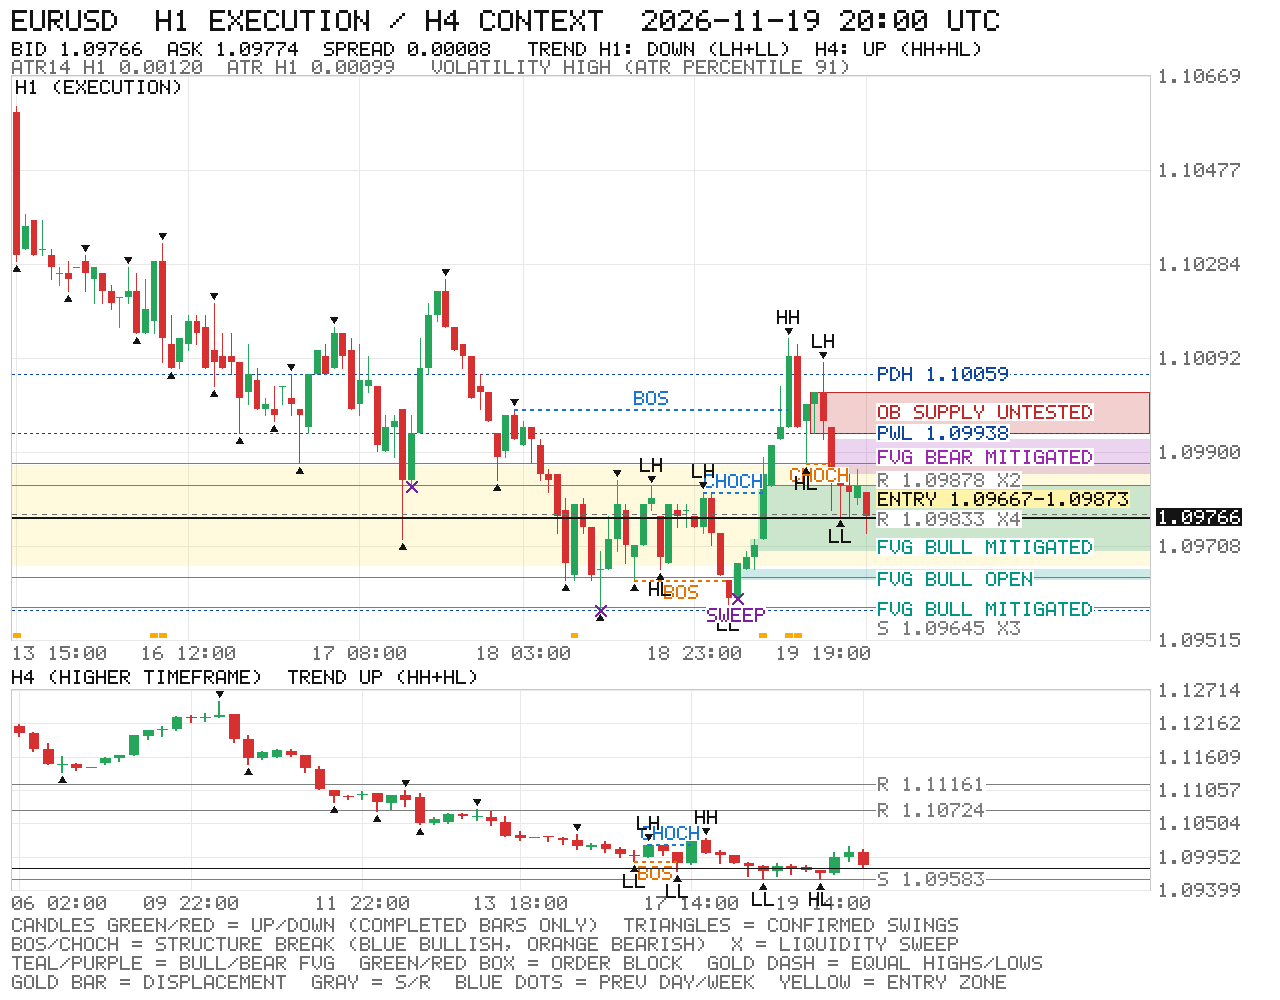 EURUSD H1 EXECUTION / H4 CONTEXT 2026-11-19 20:00 UTC
BID 1.09766 ASK 1.09774 SPREAD 0.00008 TREND H1: DOWN (LH+LL) H4: UP (HH+HL)
ATR14 H1 0.00120 ATR H1 0.00099 VOLATILITY HIGH (ATR PERCENTILE 91)
H1 (EXECUTION)
1.10669
1.10477
1.10284
1.10092
1.09900
1.09766
1.09708
1.09515
HH
LH
PDH 1.10059
BOS
OB SUPPLY UNTESTED
PWL 1.09938
FVG BEAR MITIGATED
LH
LH
CHOCH
CHOCH
HL
R 1.09878 X2
ENTRY 1.09667-1.09873
R 1.09833 X4
LL
FVG BULL MITIGATED
FVG BULL OPEN
HL
BOS
FVG BULL MITIGATED
SWEEP
LL
S 1.09645 X3
13 15:00 16 12:00 17 08:00 18 03:00 18 23:00 19 19:00
H4 (HIGHER TIMEFRAME) TREND UP (HH+HL)
1.12714
1.12162
1.11609
1.11057
1.10504
1.09952
1.09399
R 1.11161
R 1.10724
LH
HH
CHOCH
BOS
LL
LL
LL
HL
S 1.09583
06 02:00 09 22:00 11 22:00 13 18:00 17 14:00 19 14:00
CANDLES GREEN/RED = UP/DOWN (COMPLETED BARS ONLY) TRIANGLES = CONFIRMED SWINGS
BOS/CHOCH = STRUCTURE BREAK (BLUE BULLISH, ORANGE BEARISH) X = LIQUIDITY SWEEP
TEAL/PURPLE = BULL/BEAR FVG GREEN/RED BOX = ORDER BLOCK GOLD DASH = EQUAL HIGHS/LOWS
GOLD BAR = DISPLACEMENT GRAY = S/R BLUE DOTS = PREV DAY/WEEK YELLOW = ENTRY ZONE